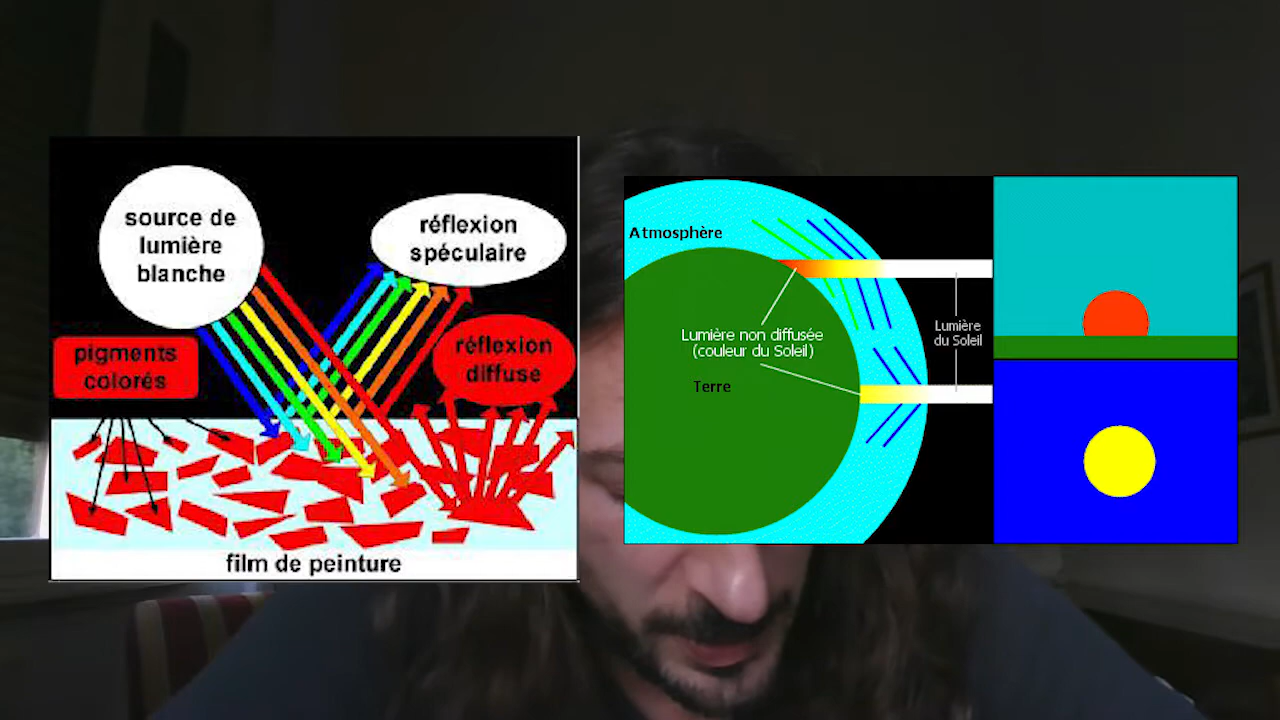 source de
lumière
blanche
réflexion
spéculaire
pigments
colorés
réflexion
diffuse
film de peinture
Atmosphère
Lumière non diffusée
(couleur du Soleil)
Terre
Lumière
du Soleil